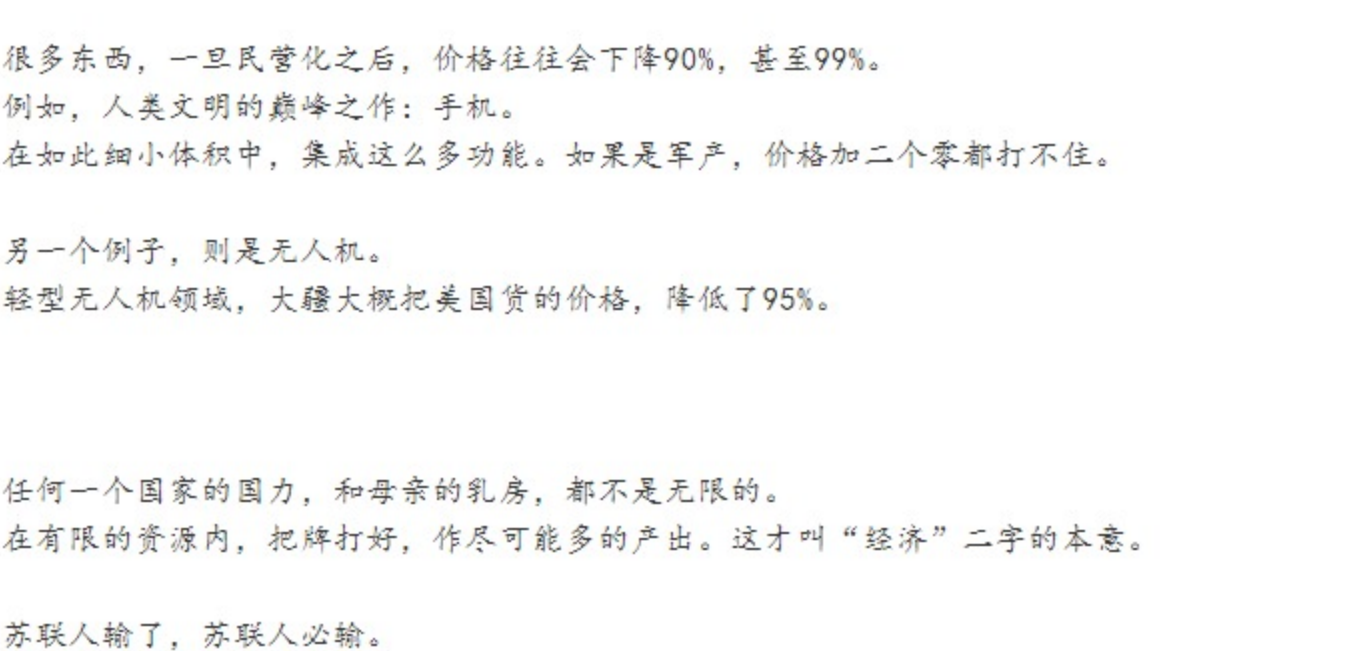 很多东西，一旦民营化之后，价格往往会下降90%，甚至99%。
例如，人类文明的巅峰之作：手机。
在如此细小体积中，集成这么多功能。如果是军产，价格加二个零都打不住。
另一个例子，则是无人机。
轻型无人机领域，大疆大概把美国货的价格，降低了95%。
任何一个国家的国力，和母亲的乳房，都不是无限的。
在有限的资源内，把牌打好，作尽可能多的产出。这才叫“经济”二字的本意。
苏联人输了，苏联人必输。